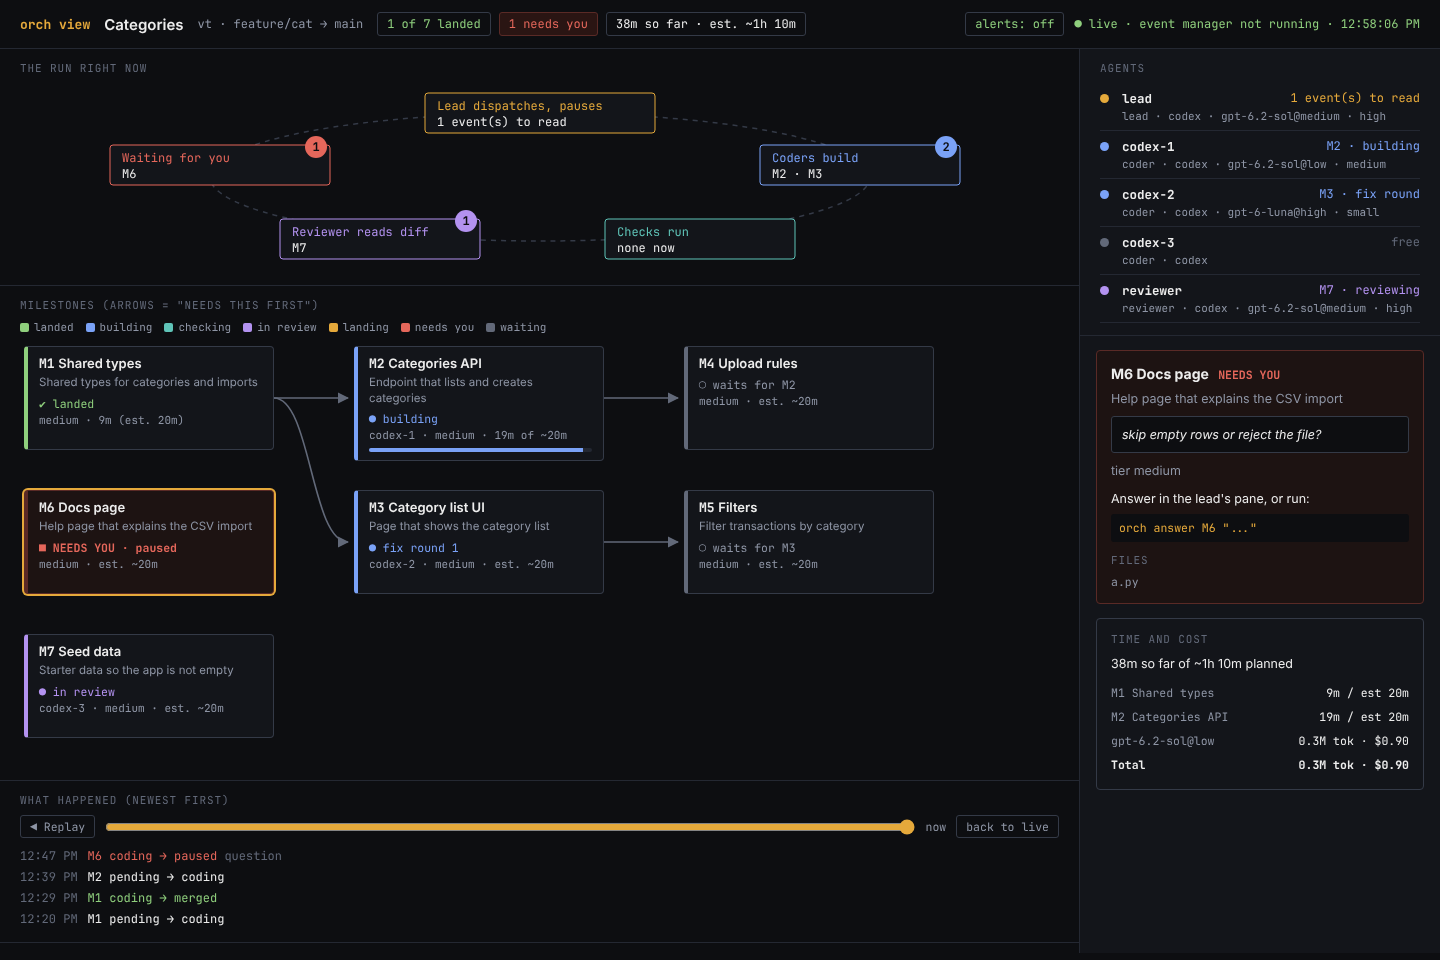 orch view Categories vt · feature/cat → main 1 of 7 landed 1 needs you 38m so far · est. ~1h 10m alerts: off ● live · event manager not running · 12:58:06 PM
THE RUN RIGHT NOW
Lead dispatches, pauses
1 event(s) to read
Waiting for you 1
M6
Coders build 2
M2 · M3
Reviewer reads diff 1
M7
Checks run
none now
MILESTONES (ARROWS = "NEEDS THIS FIRST")
landed building checking in review landing needs you waiting
M1 Shared types
Shared types for categories and imports
✔ landed
medium · 9m (est. 20m)
M2 Categories API
Endpoint that lists and creates
categories
● building
codex-1 · medium · 19m of ~20m
M4 Upload rules
○ waits for M2
medium · est. ~20m
M6 Docs page
Help page that explains the CSV import
■ NEEDS YOU · paused
medium · est. ~20m
M3 Category list UI
Page that shows the category list
● fix round 1
codex-2 · medium · est. ~20m
M5 Filters
Filter transactions by category
○ waits for M3
medium · est. ~20m
M7 Seed data
Starter data so the app is not empty
● in review
codex-3 · medium · est. ~20m
WHAT HAPPENED (NEWEST FIRST)
◄ Replay now back to live
12:47 PM M6 coding → paused question
12:39 PM M2 pending → coding
12:29 PM M1 coding → merged
12:20 PM M1 pending → coding
AGENTS
lead 1 event(s) to read
lead · codex · gpt-6.2-sol@medium · high
codex-1 M2 · building
coder · codex · gpt-6.2-sol@low · medium
codex-2 M3 · fix round
coder · codex · gpt-6-luna@high · small
codex-3 free
coder · codex
reviewer M7 · reviewing
reviewer · codex · gpt-6.2-sol@medium · high
M6 Docs page NEEDS YOU
Help page that explains the CSV import
skip empty rows or reject the file?
tier medium
Answer in the lead's pane, or run:
orch answer M6 "..."
FILES
a.py
TIME AND COST
38m so far of ~1h 10m planned
M1 Shared types 9m / est 20m
M2 Categories API 19m / est 20m
gpt-6.2-sol@low 0.3M tok · $0.90
Total 0.3M tok · $0.90